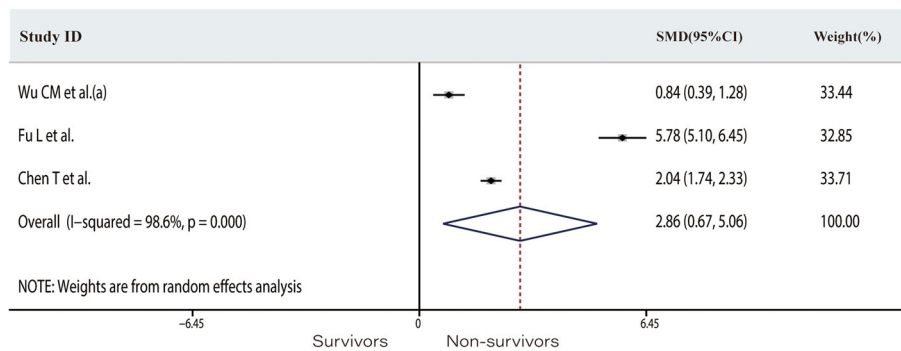 Study ID SMD(95%CI) Weight(%)
Wu CM et al.(a) 0.84 (0.39, 1.28) 33.44
Fu L et al. 5.78 (5.10, 6.45) 32.85
Chen T et al. 2.04 (1.74, 2.33) 33.71
Overall (I−squared = 98.6%, p = 0.000) 2.86 (0.67, 5.06) 100.00
NOTE: Weights are from random effects analysis
−6.45 0 6.45
Survivors Non-survivors